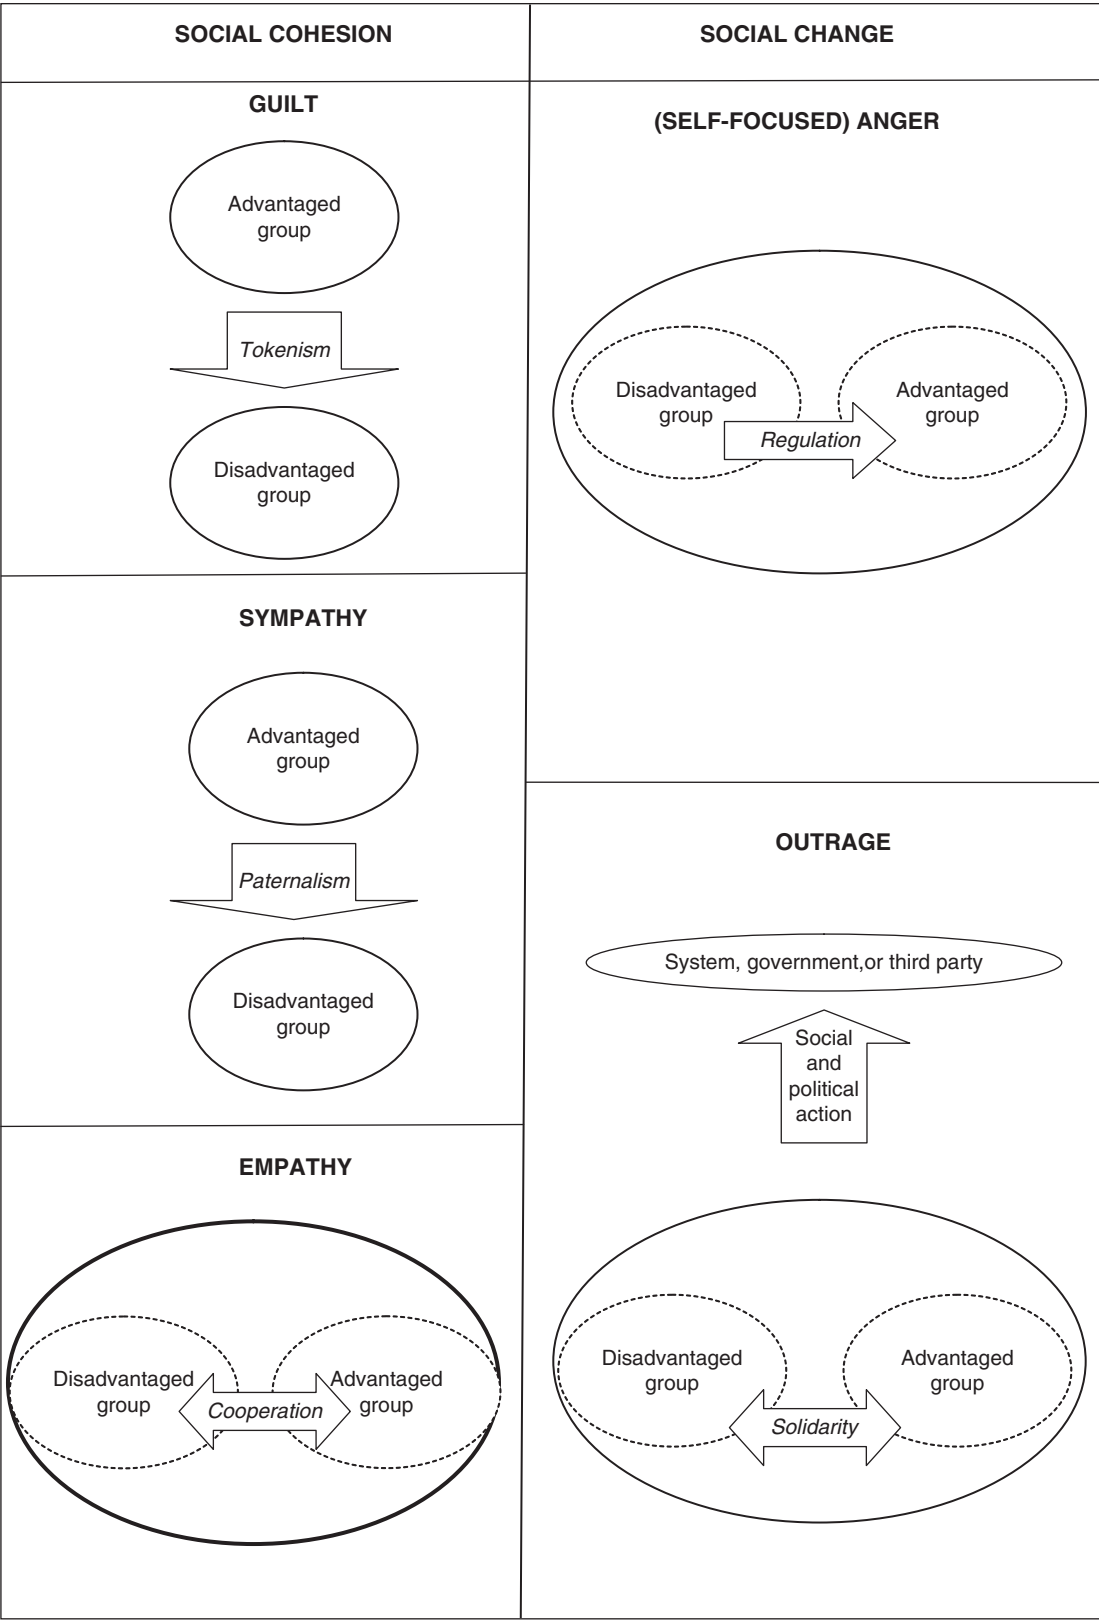 SOCIAL COHESION
GUILT
Advantaged
group
Tokenism
Disadvantaged
group
SYMPATHY
Advantaged
group
Paternalism
Disadvantaged
group
EMPATHY
Disadvantaged
group
Cooperation
Advantaged
group
SOCIAL CHANGE
(SELF-FOCUSED) ANGER
Disadvantaged
group
Regulation
Advantaged
group
OUTRAGE
System, government,or third party
Social
and
political
action
Disadvantaged
group
Solidarity
Advantaged
group